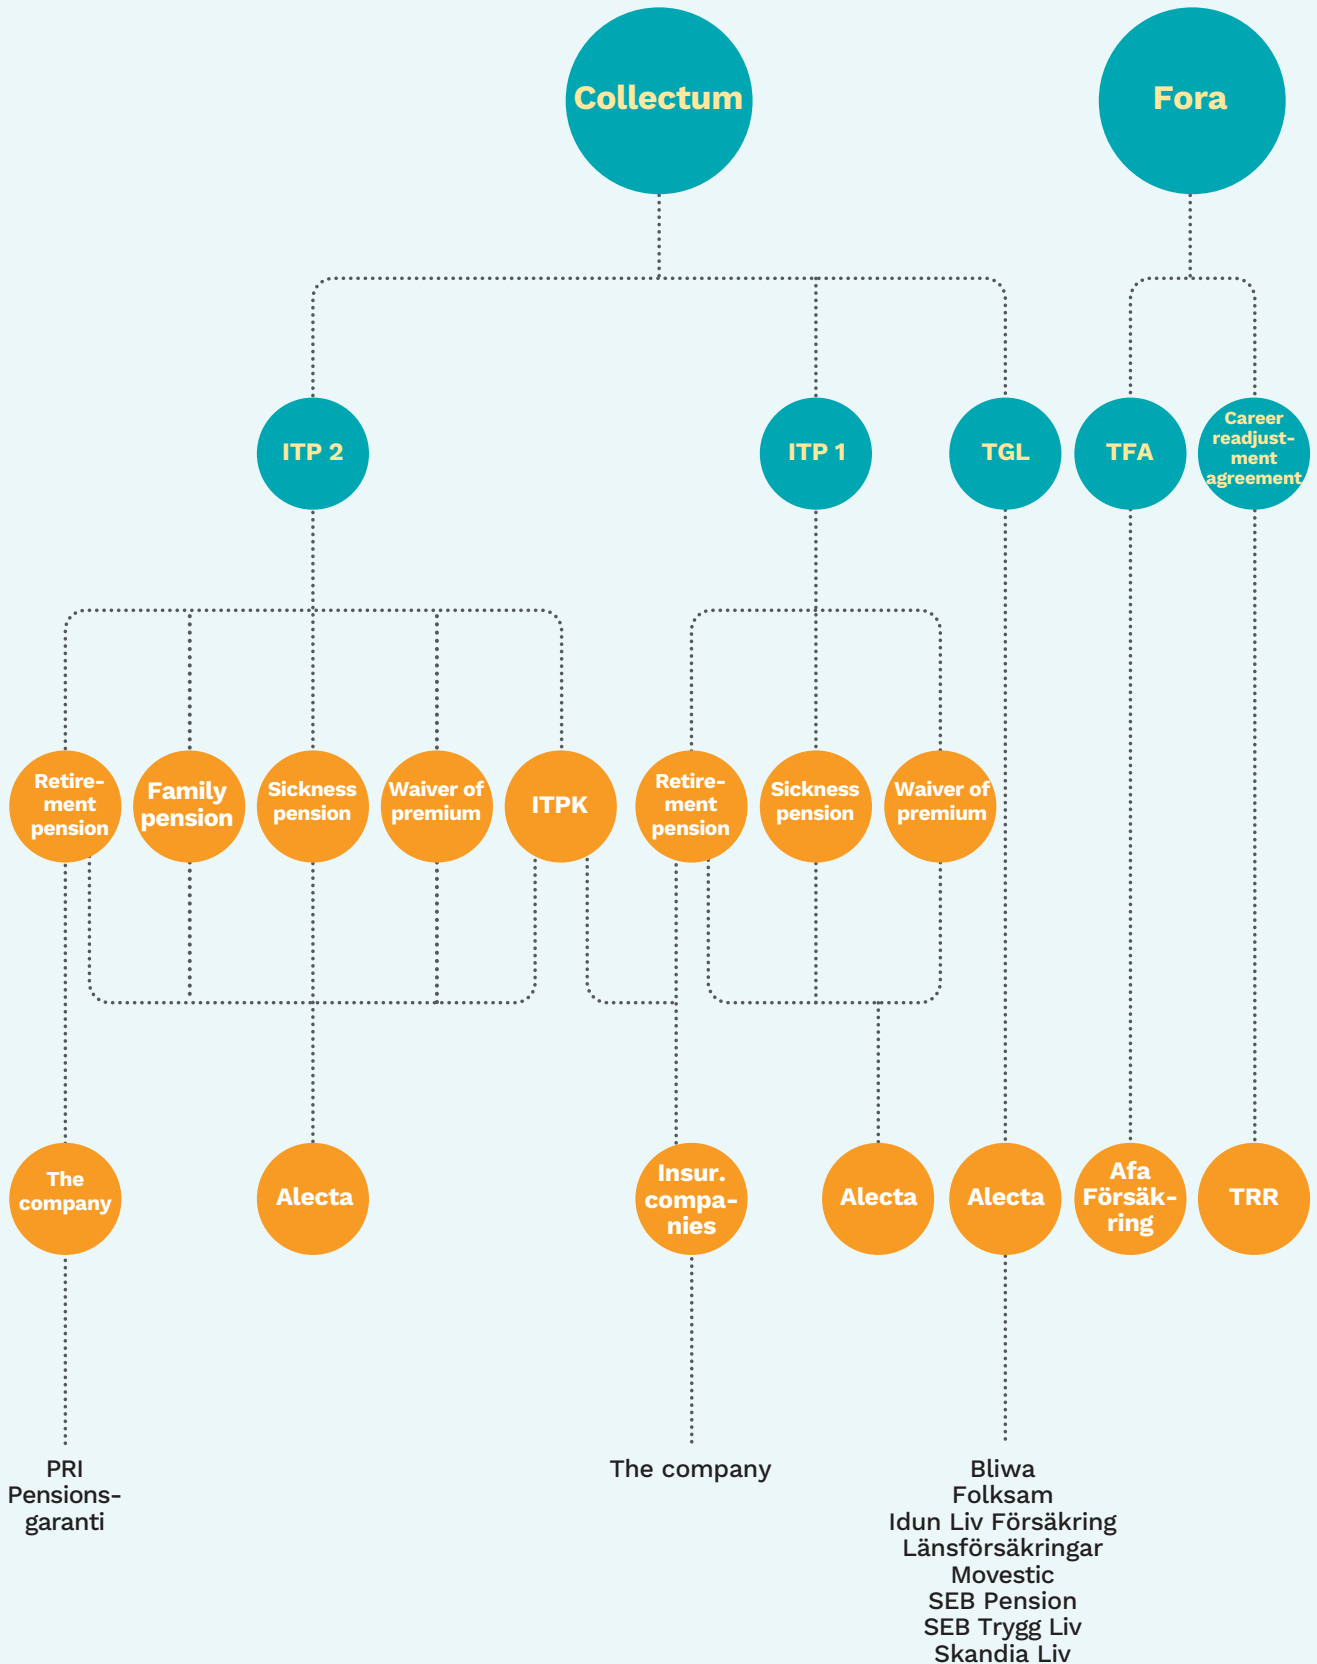 Collectum
Fora
ITP 2
ITP 1
TGL
TFA
Career
readjust-
ment
agreement
Retire-
ment
pension
Family
pension
Sickness
pension
Waiver of
premium
ITPK
Retire-
ment
pension
Sickness
pension
Waiver of
premium
The
company
Alecta
Insur.
compa-
nies
Alecta
Alecta
Afa
Försäk-
ring
TRR
PRI
Pensions-
garanti
The company
Bliwa
Folksam
Idun Liv Försäkring
Länsförsäkringar
Movestic
SEB Pension
SEB Trygg Liv
Skandia Liv